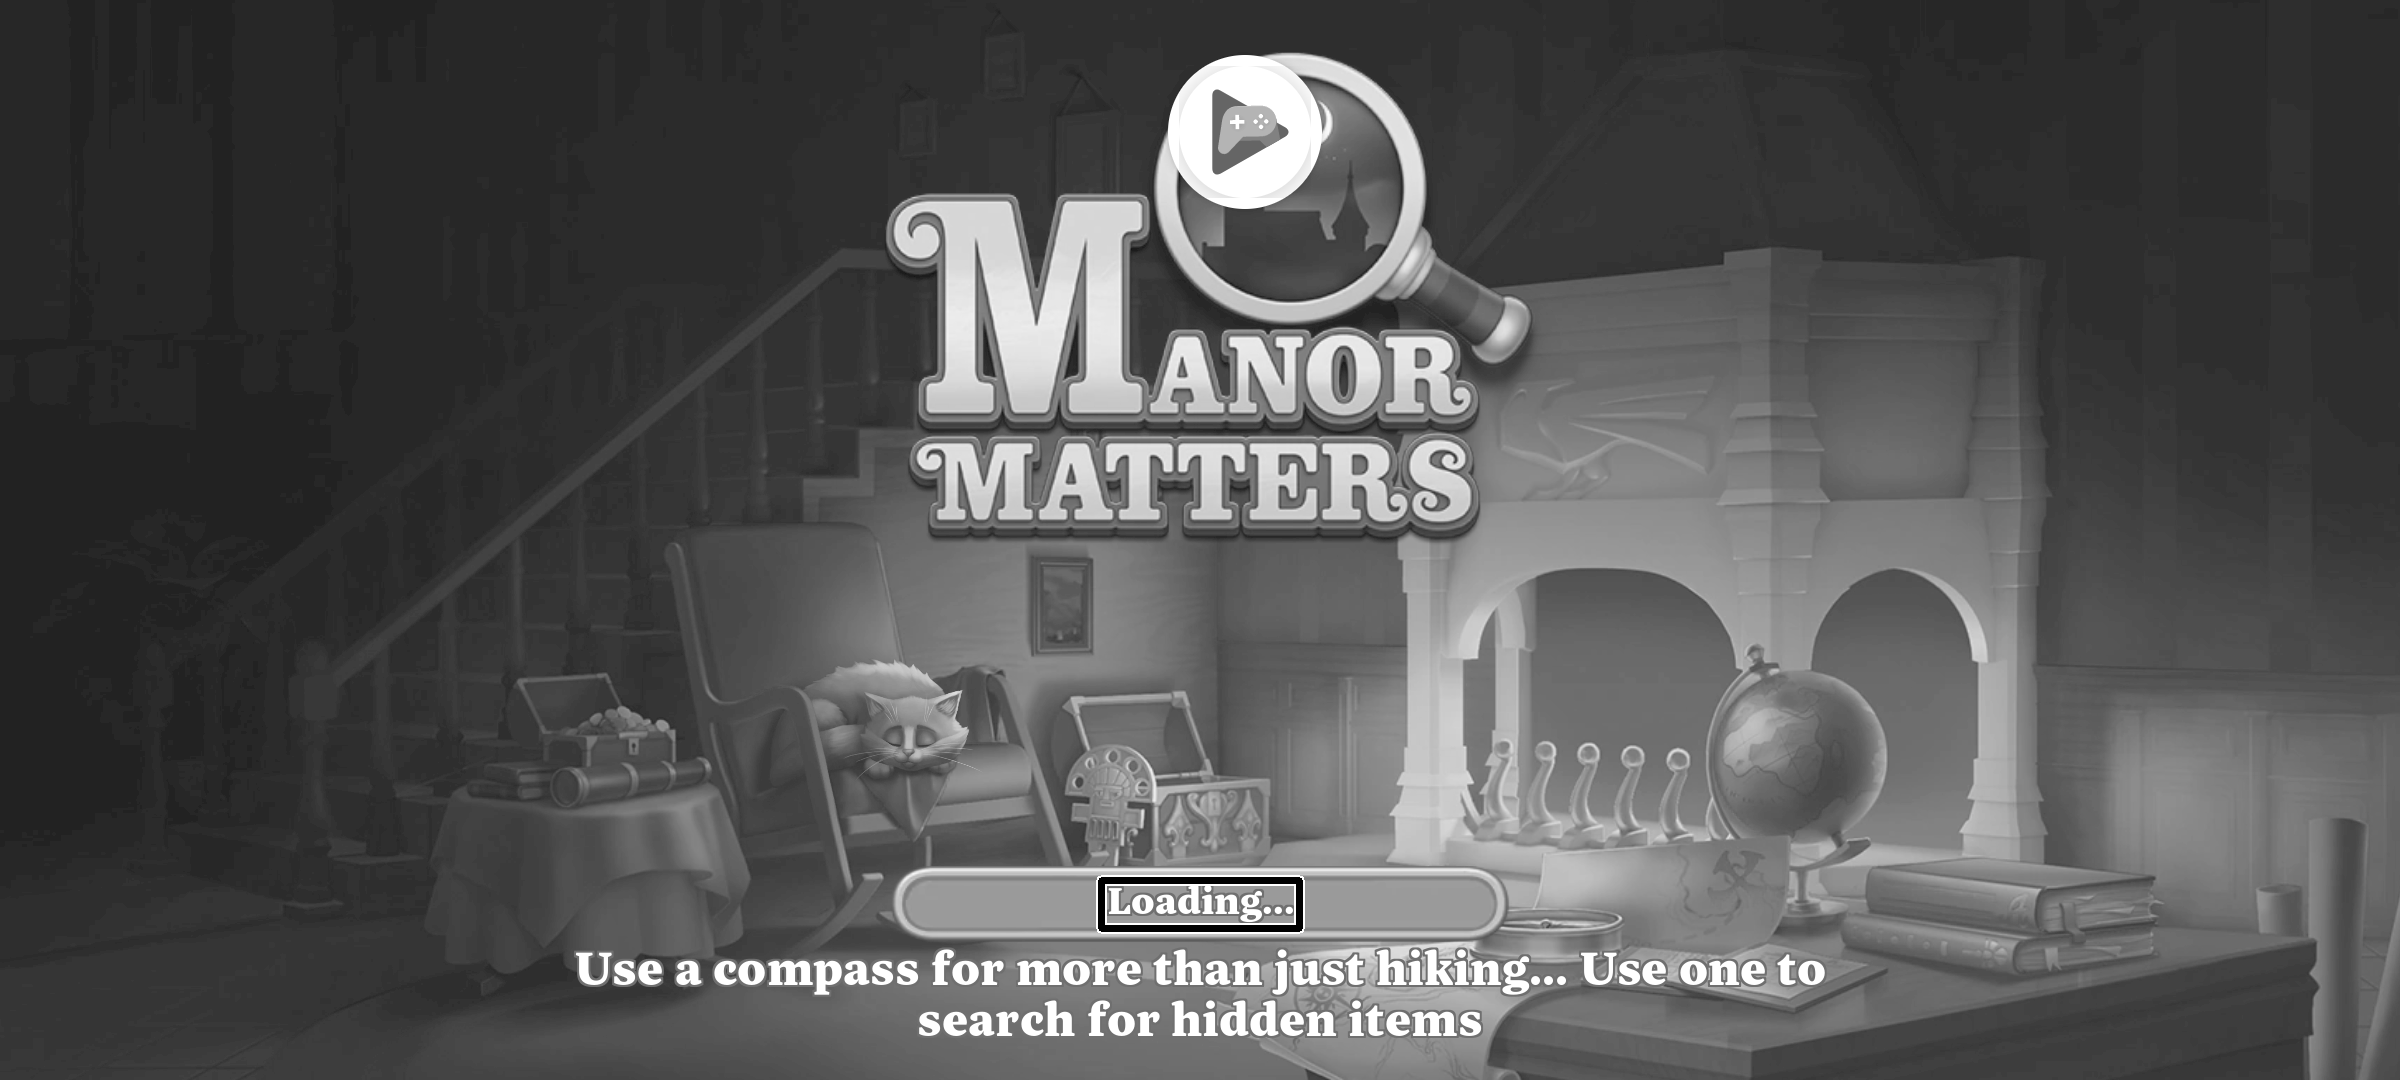 MANOR
MATTERS
Loading...
Use a compass for more than just hiking... Use one to
search for hidden items